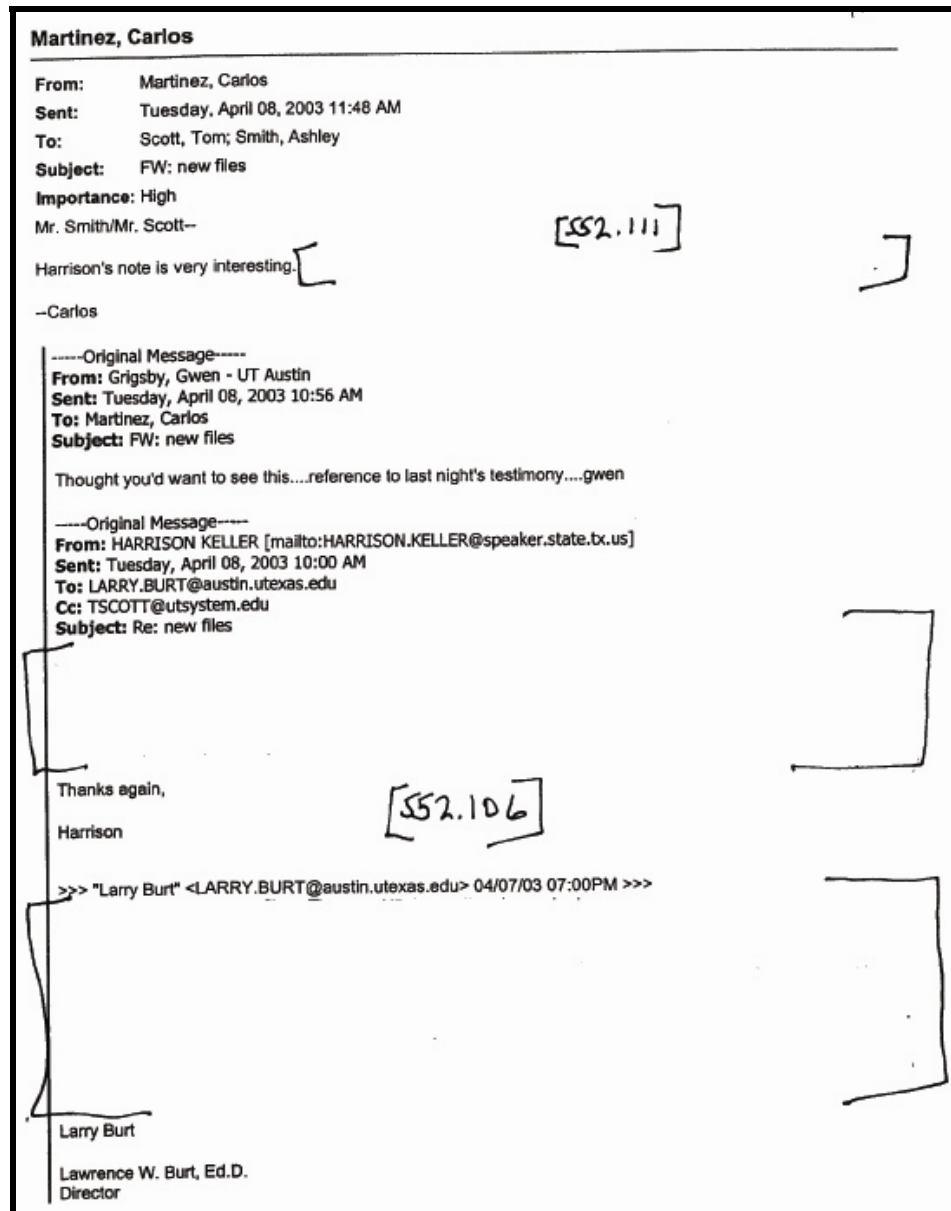 Martinez, Carlos
From: Martinez, Carlos
Sent: Tuesday, April 08, 2003 11:48 AM
To: Scott, Tom; Smith, Ashley
Subject: FW: new files
Importance: High
Mr. Smith/Mr. Scott--
[552.111]
Harrison's note is very interesting. [ ]
--Carlos
-----Original Message-----
From: Grigsby, Gwen - UT Austin
Sent: Tuesday, April 08, 2003 10:56 AM
To: Martinez, Carlos
Subject: FW: new files
Thought you'd want to see this....reference to last night's testimony....gwen
-----Original Message-----
From: HARRISON KELLER [mailto:HARRISON.KELLER@speaker.state.tx.us]
Sent: Tuesday, April 08, 2003 10:00 AM
To: LARRY.BURT@austin.utexas.edu
Cc: TSCOTT@utsystem.edu
Subject: Re: new files
Thanks again,
[552.106]
Harrison
>>> "Larry Burt" <LARRY.BURT@austin.utexas.edu> 04/07/03 07:00PM >>>
Larry Burt
Lawrence W. Burt, Ed.D.
Director